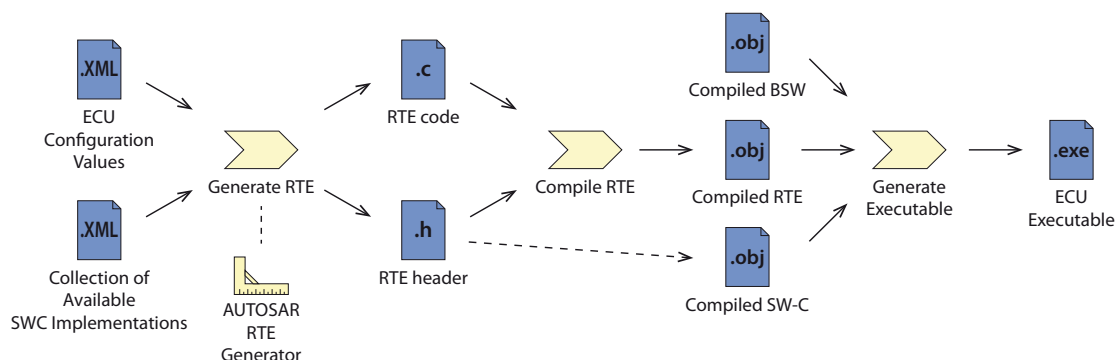 .XML
ECU
Configuration
Values
.XML
Collection of
Available
SWC Implementations
Generate RTE
AUTOSAR
RTE
Generator
.c
RTE code
.h
RTE header
Compile RTE
.obj
Compiled BSW
.obj
Compiled RTE
.obj
Compiled SW-C
Generate
Executable
.exe
ECU
Executable